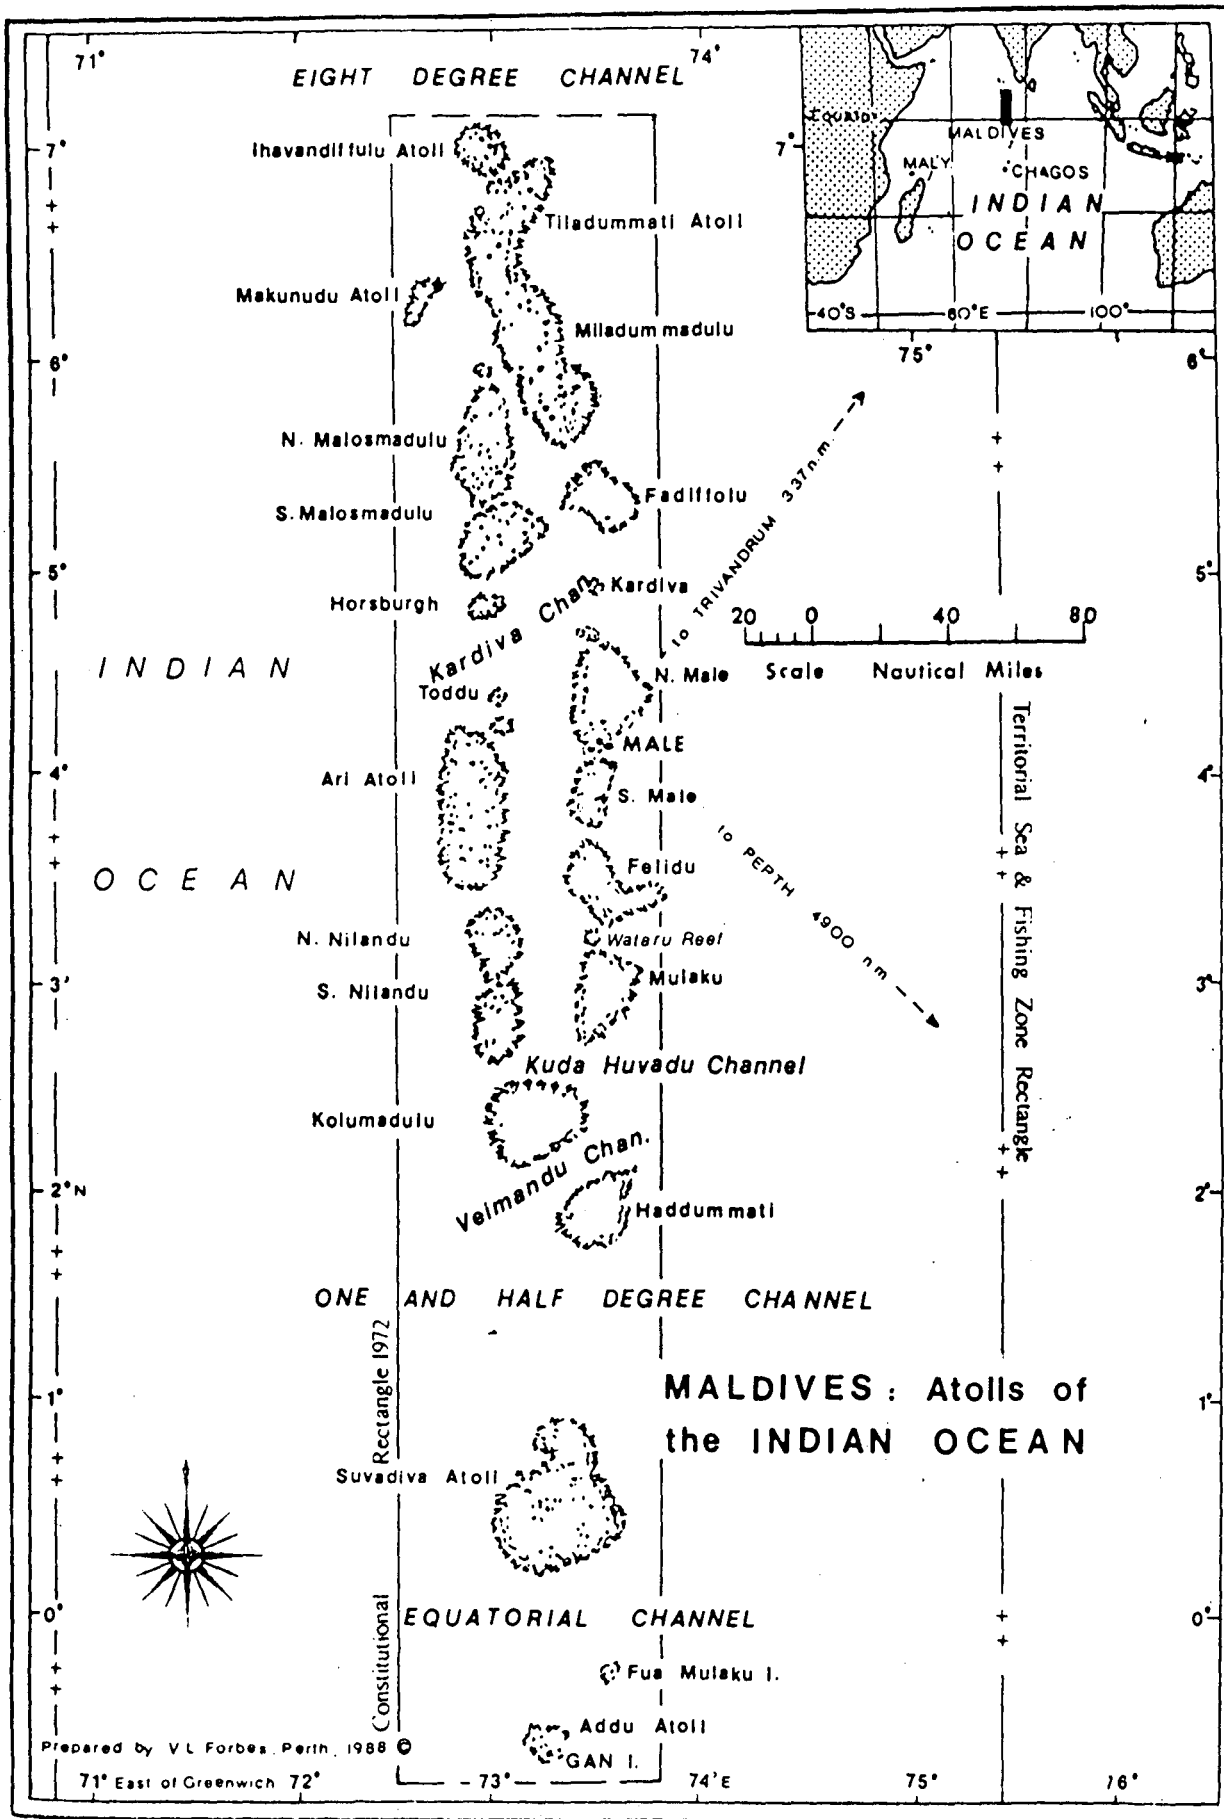 71°
EIGHT DEGREE CHANNEL
74°
Equator
MALDIVES
MALY.
CHAGOS
INDIAN
OCEAN
40°S
60°E
100°
7°
Ihavandiffulu Atoll
7°
Tiladummati Atoll
Makunudu Atoll
Miladummadulu
75°
6°
6°
N. Malosmadulu
Fadiffolu
S. Malosmadulu
to TRIVANDRUM 337 n.m.
5°
5°
Kardiva
Horsburgh
Kardiva Chan.
20 0 40 80
Scale Nautical Miles
INDIAN
N. Male
Toddu
MALE
4°
4°
Ari Atoll
S. Male
Territorial Sea & Fishing Zone Rectangle
to PERTH 4900 nm
OCEAN
Felidu
N. Nilandu
Wataru Reef
3°
3°
Mulaku
S. Nilandu
Kuda Huvadu Channel
Kolumadulu
Veimandu Chan.
2°N
2°
Haddummati
ONE AND HALF DEGREE CHANNEL
Constitutional Rectangle 1972
MALDIVES : Atolls of
the INDIAN OCEAN
1°
1°
Suvadiva Atoll
0°
EQUATORIAL CHANNEL
0°
Fua Mulaku I.
Addu Atoll
GAN I.
Prepared by V L Forbes, Perth, 1988 ©
71° East of Greenwich 72° 73° 74°E 75° 76°